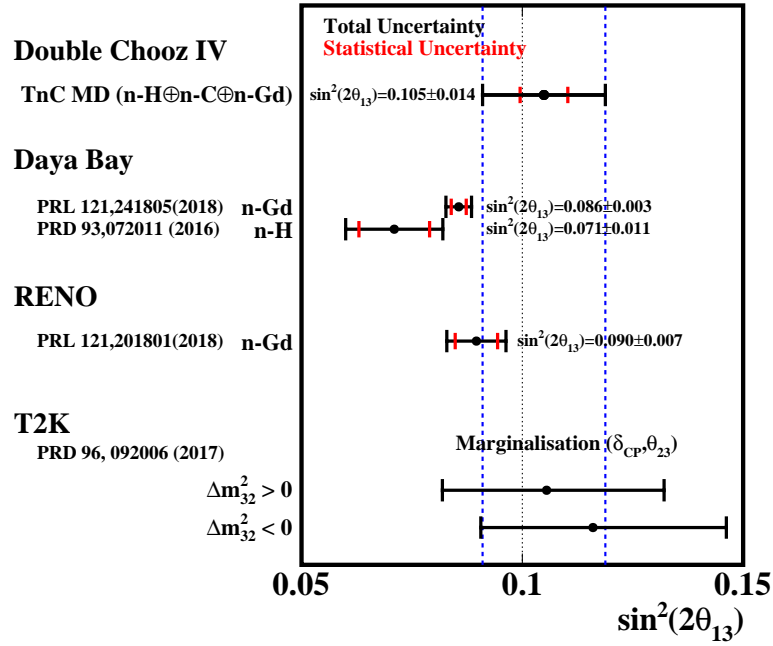 Total Uncertainty
Double Chooz IV
Statistical Uncertainty
TnC MD (n-H⊕n-C⊕n-Gd)
sin²(2θ₁₃)=0.105±0.014
Daya Bay
PRL 121,241805(2018) n-Gd
sin²(2θ₁₃)=0.086±0.003
PRD 93,072011 (2016) n-H
sin²(2θ₁₃)=0.071±0.011
RENO
PRL 121,201801(2018) n-Gd
sin²(2θ₁₃)=0.090±0.007
T2K
PRD 96, 092006 (2017)
Marginalisation (δ_CP,θ₂₃)
Δm²₃₂ > 0
Δm²₃₂ < 0
0.05 0.1 0.15
sin²(2θ₁₃)